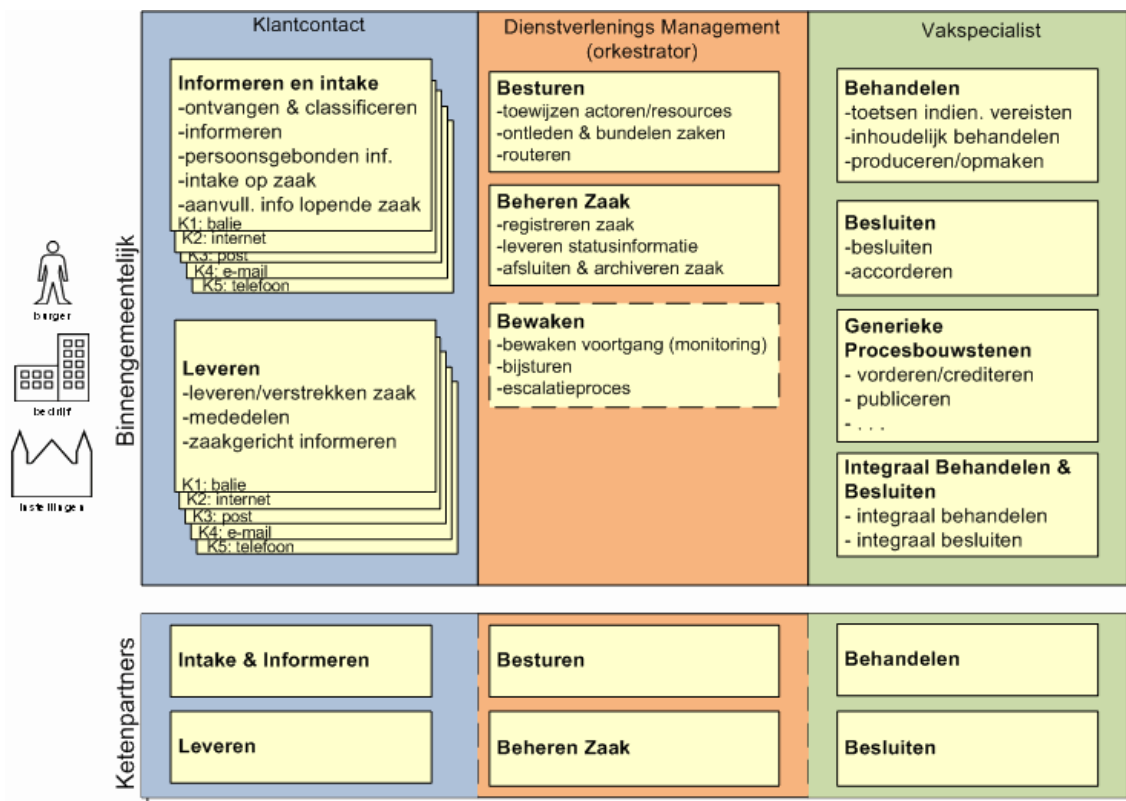 Klantcontact
Dienstverlenings Management
(orkestrator)
Vakspecialist
Binnengemeentelijk
burger
bedrijf
instellingen
Informeren en intake
-ontvangen & classificeren
-informeren
-persoonsgebonden inf.
-intake op zaak
-aanvull. info lopende zaak
K1: balie
K2: internet
K3: post
K4: e-mail
K5: telefoon
Leveren
-leveren/verstrekken zaak
-mededelen
-zaakgericht informeren
K1: balie
K2: internet
K3: post
K4: e-mail
K5: telefoon
Besturen
-toewijzen actoren/resources
-ontleden & bundelen zaken
-routeren
Beheren Zaak
-registreren zaak
-leveren statusinformatie
-afsluiten & archiveren zaak
Bewaken
-bewaken voortgang (monitoring)
-bijsturen
-escalatieproces
Behandelen
-toetsen indien. vereisten
-inhoudelijk behandelen
-produceren/opmaken
Besluiten
-besluiten
-accorderen
Generieke
Procesbouwstenen
- vorderen/crediteren
- publiceren
- . . .
Integraal Behandelen &
Besluiten
- integraal behandelen
- integraal besluiten
Ketenpartners
Intake & Informeren
Besturen
Behandelen
Leveren
Beheren Zaak
Besluiten